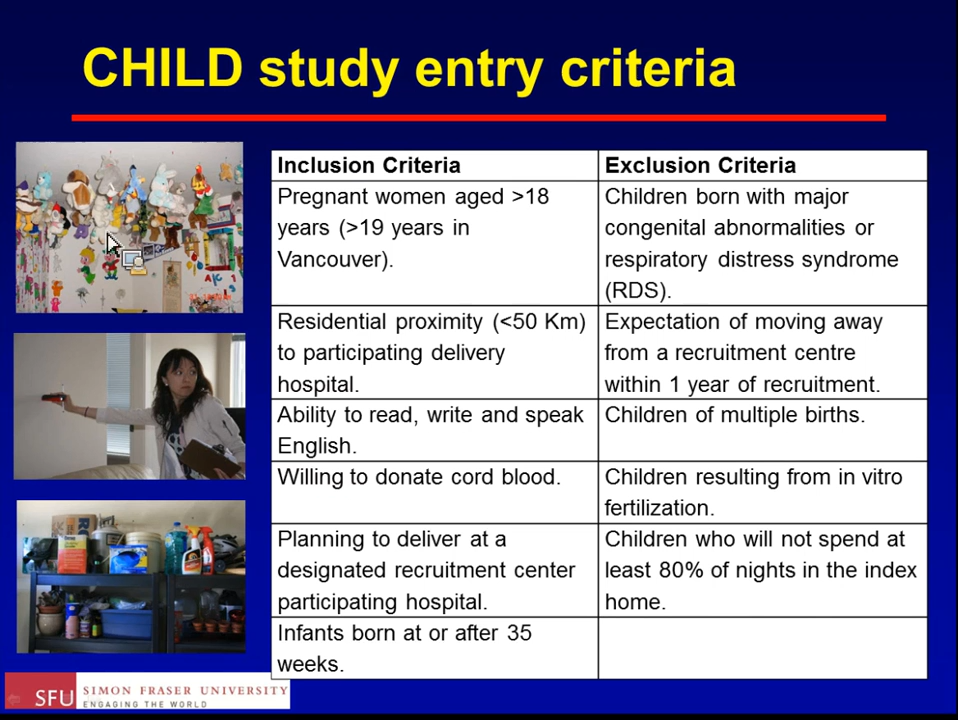 CHILD study entry criteria
Inclusion Criteria
Exclusion Criteria
Pregnant women aged >18
years (>19 years in
Vancouver).
Children born with major
congenital abnormalities or
respiratory distress syndrome
(RDS).
Residential proximity (<50 Km)
to participating delivery
hospital.
Expectation of moving away
from a recruitment centre
within 1 year of recruitment.
Ability to read, write and speak
English.
Children of multiple births.
Willing to donate cord blood.
Children resulting from in vitro
fertilization.
Planning to deliver at a
designated recruitment center
participating hospital.
Children who will not spend at
least 80% of nights in the index
home.
Infants born at or after 35
weeks.
SFU
SIMON FRASER UNIVERSITY
ENGAGING THE WORLD